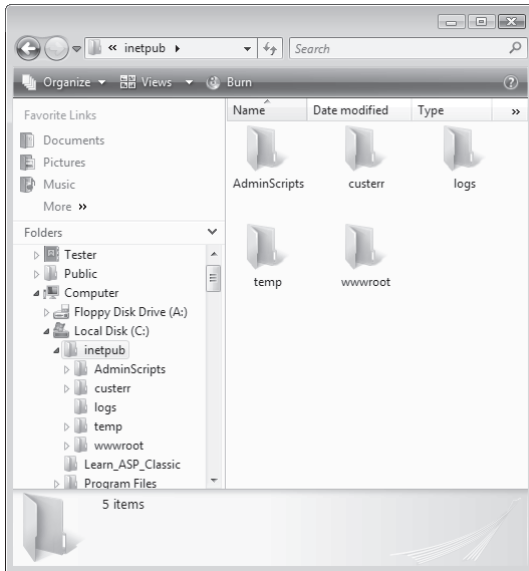 « inetpub
Search
Organize Views Burn
Favorite Links
Documents
Pictures
Music
More »
Folders
Tester
Public
Computer
Floppy Disk Drive (A:)
Local Disk (C:)
inetpub
AdminScripts
custerr
logs
temp
wwwroot
Learn_ASP_Classic
Program Files
Name Date modified Type »
AdminScripts custerr logs
temp wwwroot
5 items